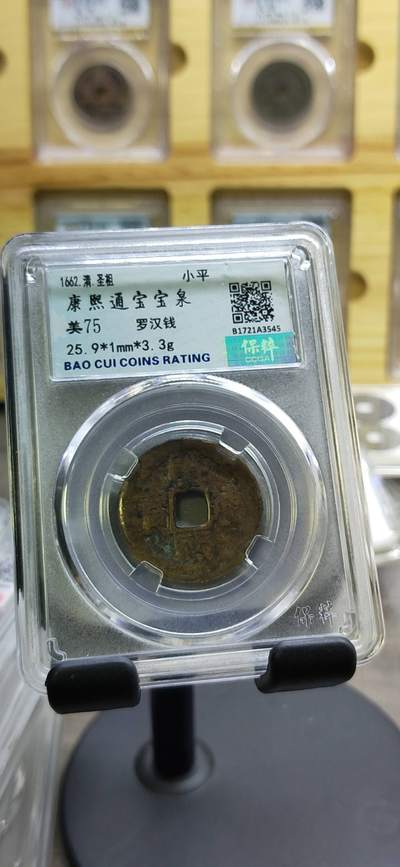 1662.清.圣祖 小平
康熙通宝宝泉
美75 罗汉钱
B1721A3545
25.9*1mm*3.3g
保粹
CCGA
BAO CUI COINS RATING
保粹